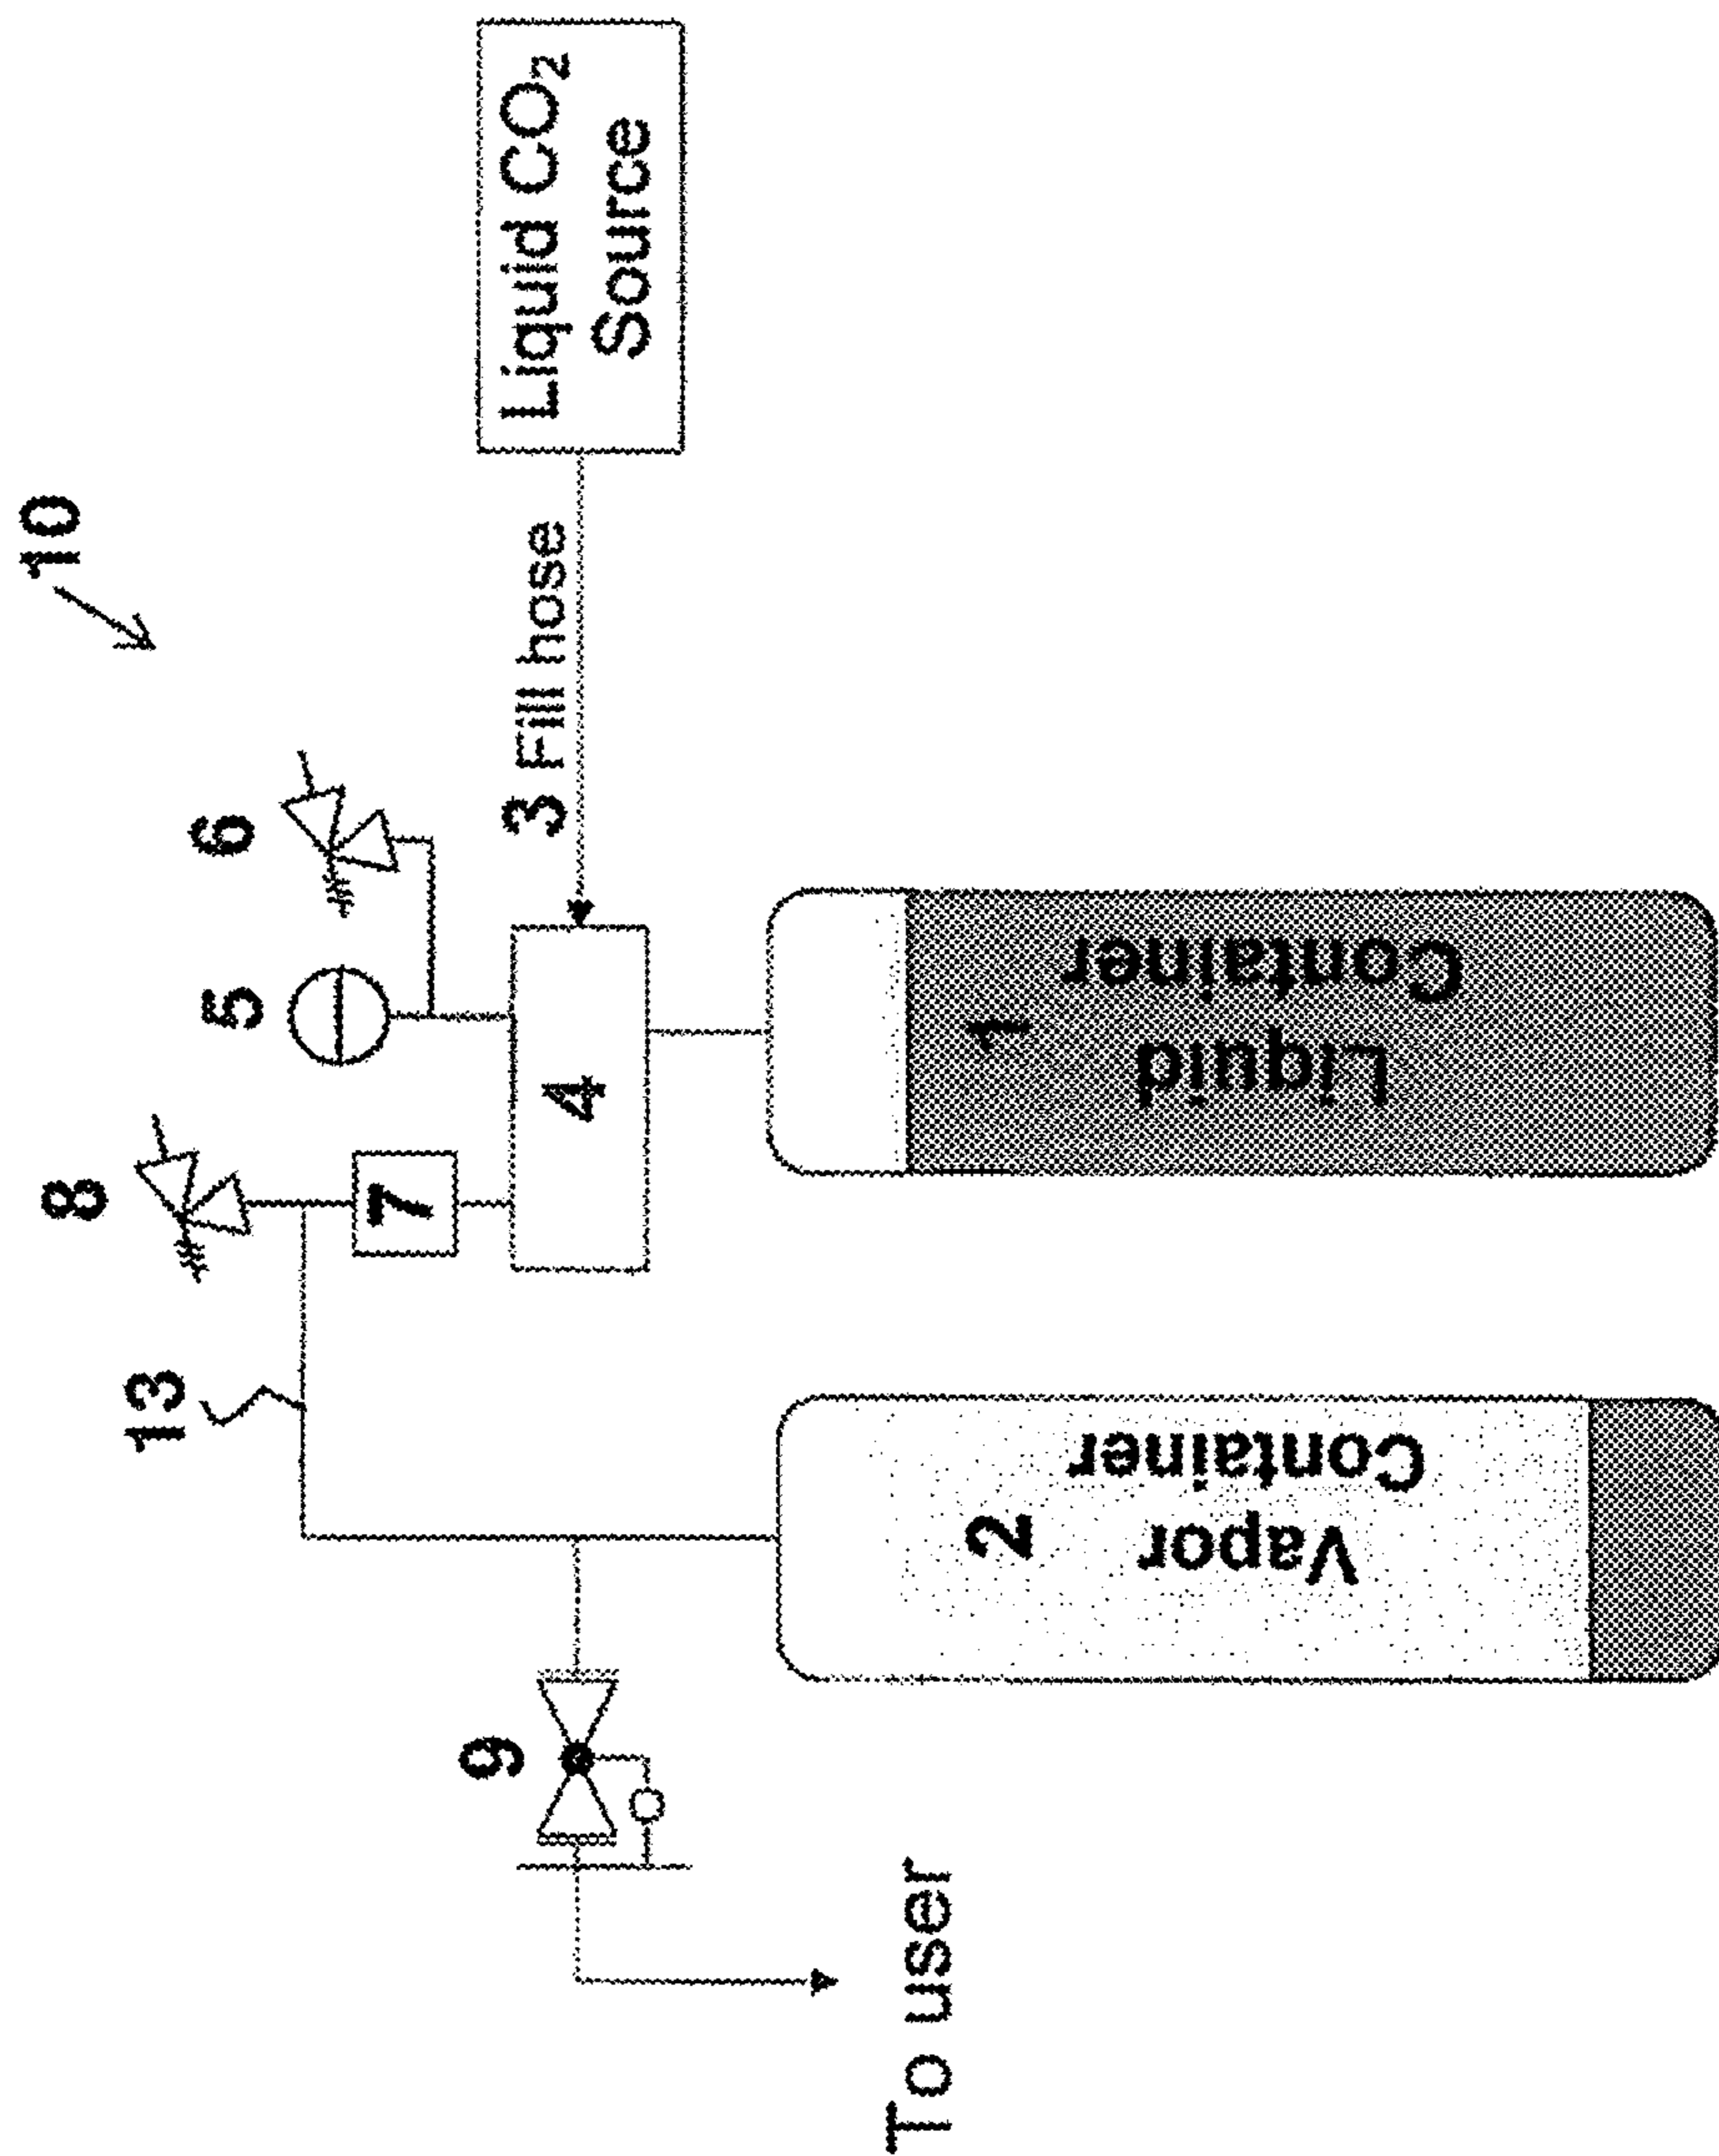 10
8
6
5
13
7
3 Fill hose
Liquid CO₂
Source
4
9
To user
2
Vapor
Container
1
Liquid
Container